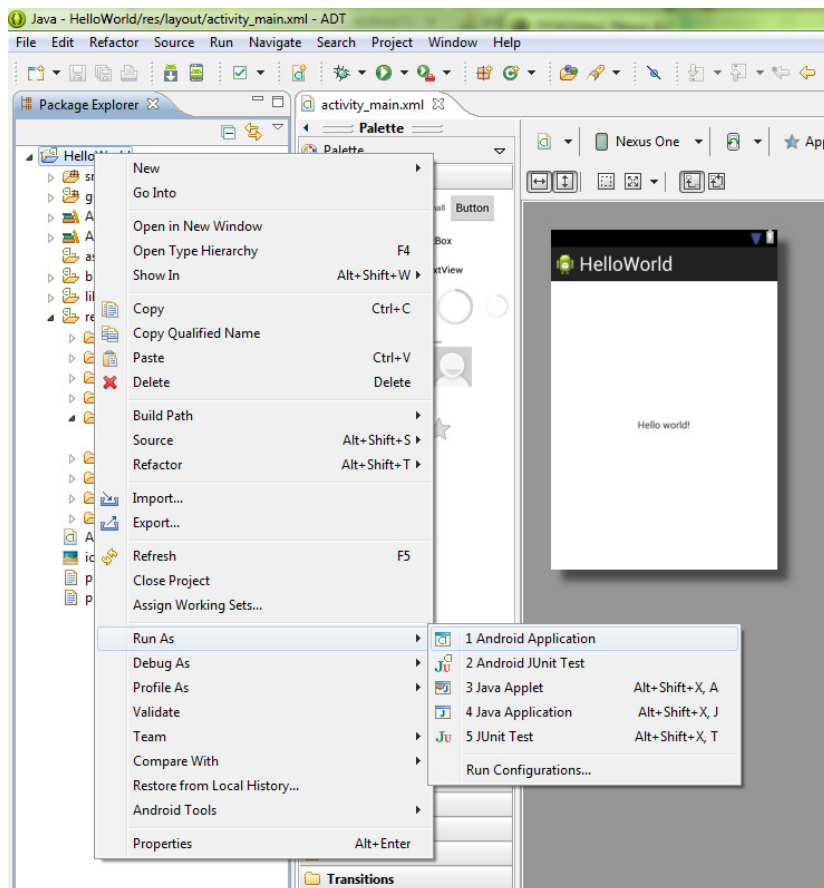 Java - HelloWorld/res/layout/activity_main.xml - ADT
File Edit Refactor Source Run Navigate Search Project Window Help
Package Explorer
activity_main.xml
Palette
Palette
Nexus One
Button
HelloWorld
Hello world!
New
Go Into
Open in New Window
Open Type Hierarchy F4
Show In Alt+Shift+W
Copy Ctrl+C
Copy Qualified Name
Paste Ctrl+V
Delete Delete
Build Path
Source Alt+Shift+S
Refactor Alt+Shift+T
Import...
Export...
Refresh F5
Close Project
Assign Working Sets...
Run As
Debug As
Profile As
Validate
Team
Compare With
Restore from Local History...
Android Tools
Properties Alt+Enter
1 Android Application
2 Android JUnit Test
3 Java Applet Alt+Shift+X, A
4 Java Application Alt+Shift+X, J
5 JUnit Test Alt+Shift+X, T
Run Configurations...
Transitions